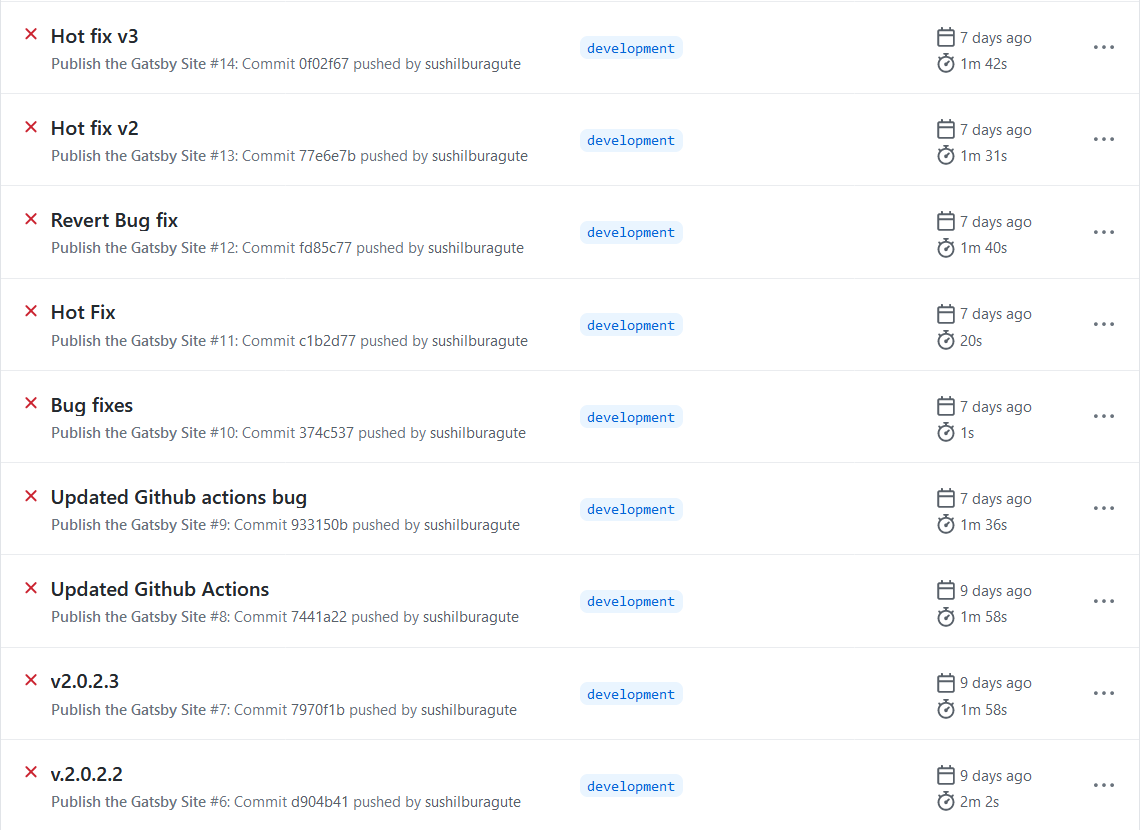 Hot fix v3
development
7 days ago
Publish the Gatsby Site #14: Commit 0f02f67 pushed by sushilburagute
1m 42s
Hot fix v2
development
7 days ago
Publish the Gatsby Site #13: Commit 77e6e7b pushed by sushilburagute
1m 31s
Revert Bug fix
development
7 days ago
Publish the Gatsby Site #12: Commit fd85c77 pushed by sushilburagute
1m 40s
Hot Fix
development
7 days ago
Publish the Gatsby Site #11: Commit c1b2d77 pushed by sushilburagute
20s
Bug fixes
development
7 days ago
Publish the Gatsby Site #10: Commit 374c537 pushed by sushilburagute
1s
Updated Github actions bug
development
7 days ago
Publish the Gatsby Site #9: Commit 933150b pushed by sushilburagute
1m 36s
Updated Github Actions
development
9 days ago
Publish the Gatsby Site #8: Commit 7441a22 pushed by sushilburagute
1m 58s
v2.0.2.3
development
9 days ago
Publish the Gatsby Site #7: Commit 7970f1b pushed by sushilburagute
1m 58s
v.2.0.2.2
development
9 days ago
Publish the Gatsby Site #6: Commit d904b41 pushed by sushilburagute
2m 2s